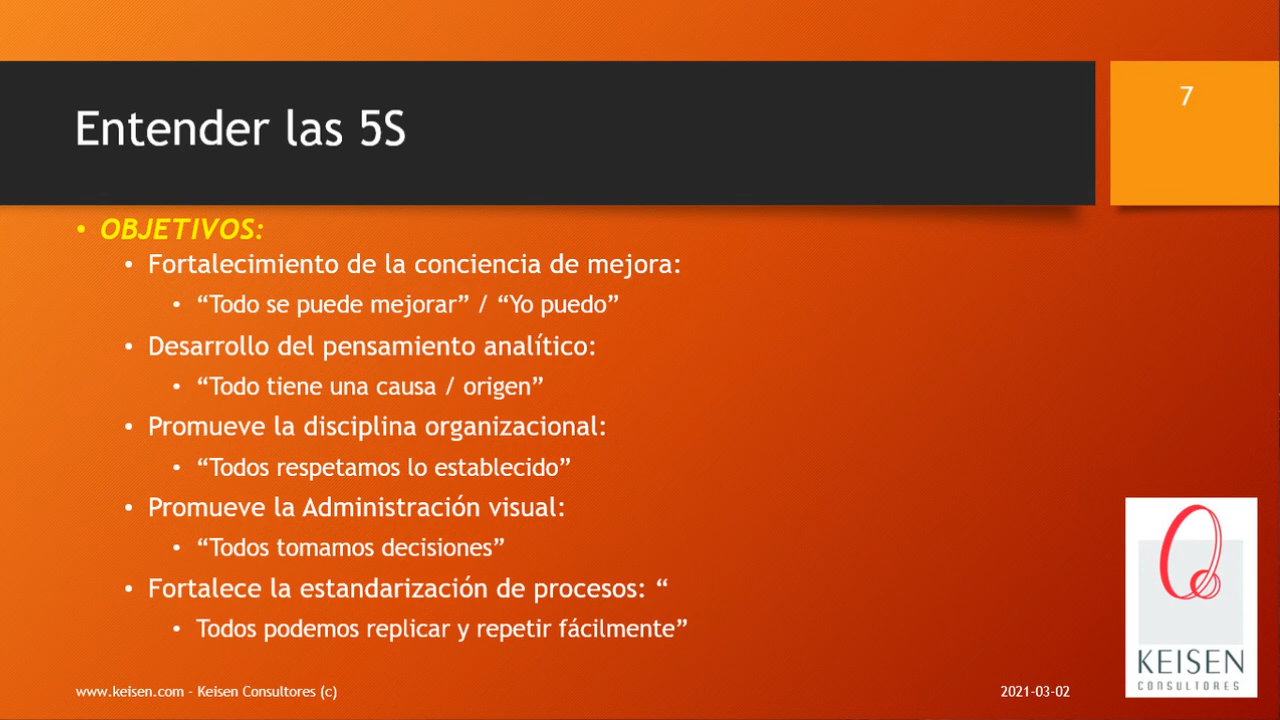 Entender las 5S
7
• OBJETIVOS:
• Fortalecimiento de la conciencia de mejora:
• “Todo se puede mejorar” / “Yo puedo”
• Desarrollo del pensamiento analítico:
• “Todo tiene una causa / origen”
• Promueve la disciplina organizacional:
• “Todos respetamos lo establecido”
• Promueve la Administración visual:
• “Todos tomamos decisiones”
• Fortalece la estandarización de procesos: “
• Todos podemos replicar y repetir fácilmente”
KEISEN
CONSULTORES
www.keisen.com - Keisen Consultores (c)
2021-03-02